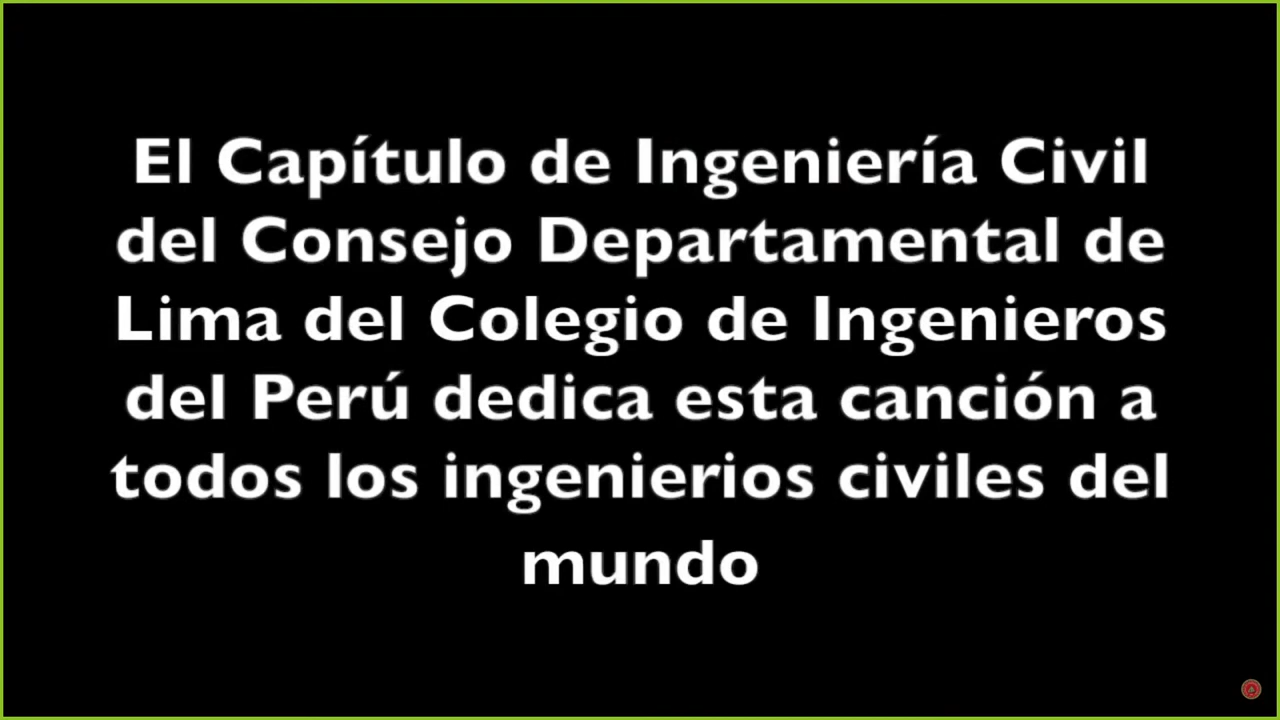 El Capítulo de Ingeniería Civil
del Consejo Departamental de
Lima del Colegio de Ingenieros
del Perú dedica esta canción a
todos los ingenierios civiles del
mundo